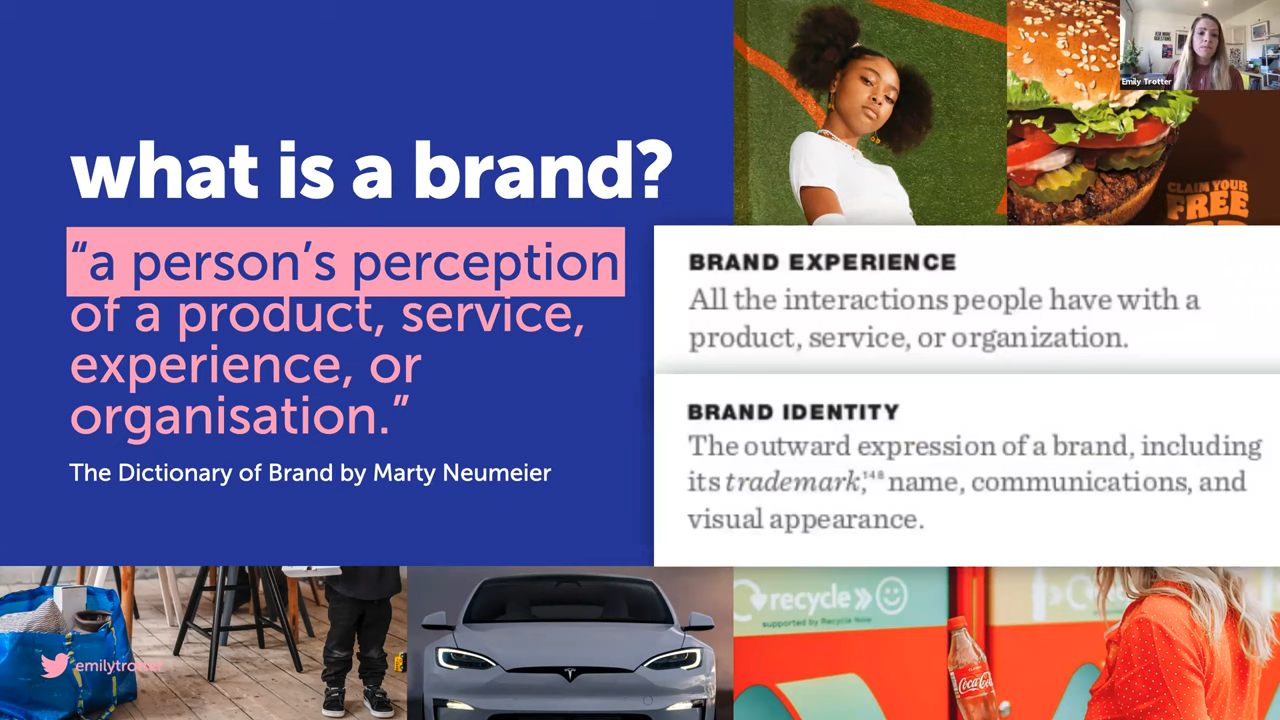 what is a brand?
“a person’s perception
of a product, service,
experience, or
organisation.”
The Dictionary of Brand by Marty Neumeier
Emily Trotter
CLAIM YOUR
FREE
BRAND EXPERIENCE
All the interactions people have with a
product, service, or organization.
BRAND IDENTITY
The outward expression of a brand, including
its trademark,¹⁴⁸ name, communications, and
visual appearance.
emilytrotter
recycle
supported by Recycle Now
Coca-Cola